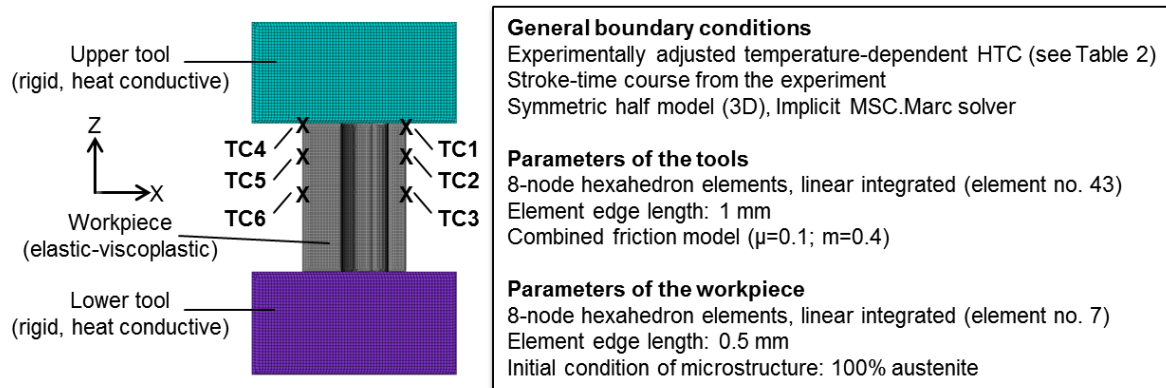 Upper tool
(rigid, heat conductive)
Z
X
TC4
TC5
TC6
X
X
X
X
X
X
TC1
TC2
TC3
Workpiece
(elastic-viscoplastic)
Lower tool
(rigid, heat conductive)
General boundary conditions
Experimentally adjusted temperature-dependent HTC (see Table 2)
Stroke-time course from the experiment
Symmetric half model (3D), Implicit MSC.Marc solver
Parameters of the tools
8-node hexahedron elements, linear integrated (element no. 43)
Element edge length: 1 mm
Combined friction model (μ=0.1; m=0.4)
Parameters of the workpiece
8-node hexahedron elements, linear integrated (element no. 7)
Element edge length: 0.5 mm
Initial condition of microstructure: 100% austenite